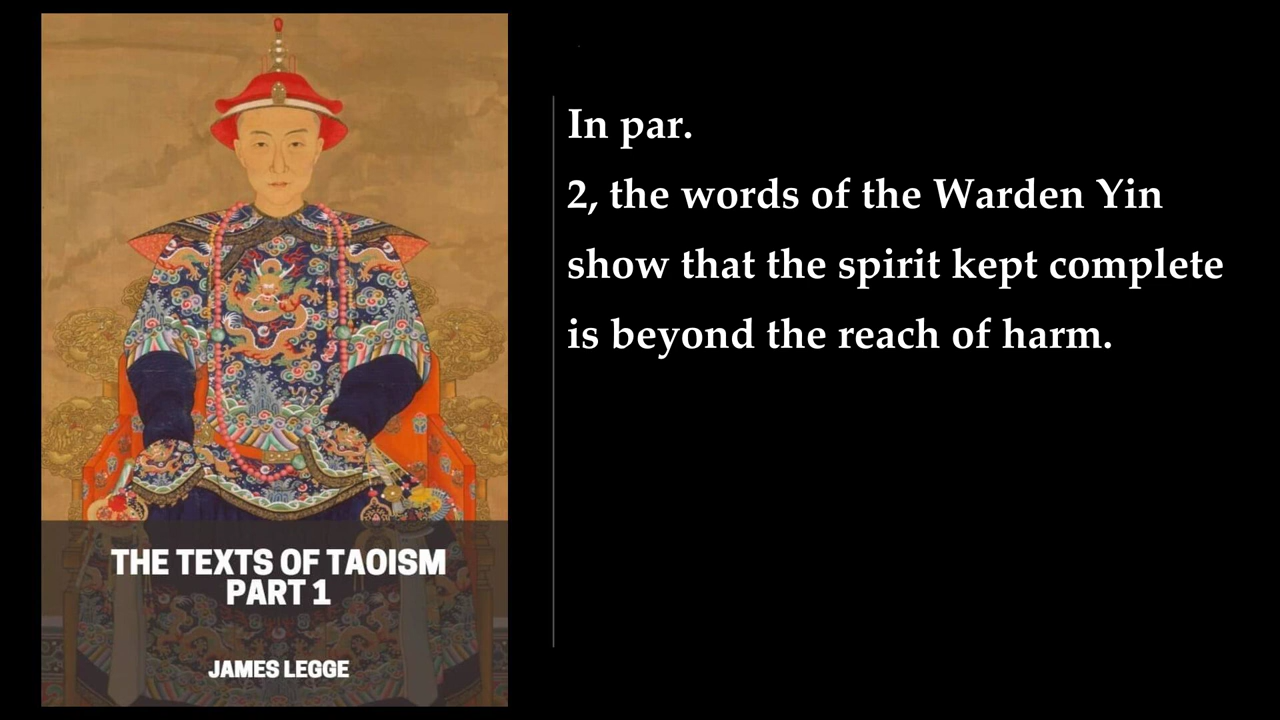 In par.
2, the words of the Warden Yin
show that the spirit kept complete
is beyond the reach of harm.
THE TEXTS OF TAOISM
PART 1
JAMES LEGGE